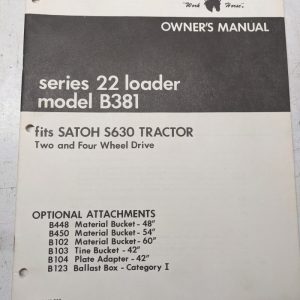 "Work Horse"
OWNER'S MANUAL
series 22 loader
model B381
fits SATOH S630 TRACTOR
Two and Four Wheel Drive
OPTIONAL ATTACHMENTS
B448 Material Bucket - 48"
B450 Material Bucket - 54"
B102 Material Bucket - 60"
B103 Tine Bucket - 42"
B104 Plate Adapter - 42"
B123 Ballast Box - Category I